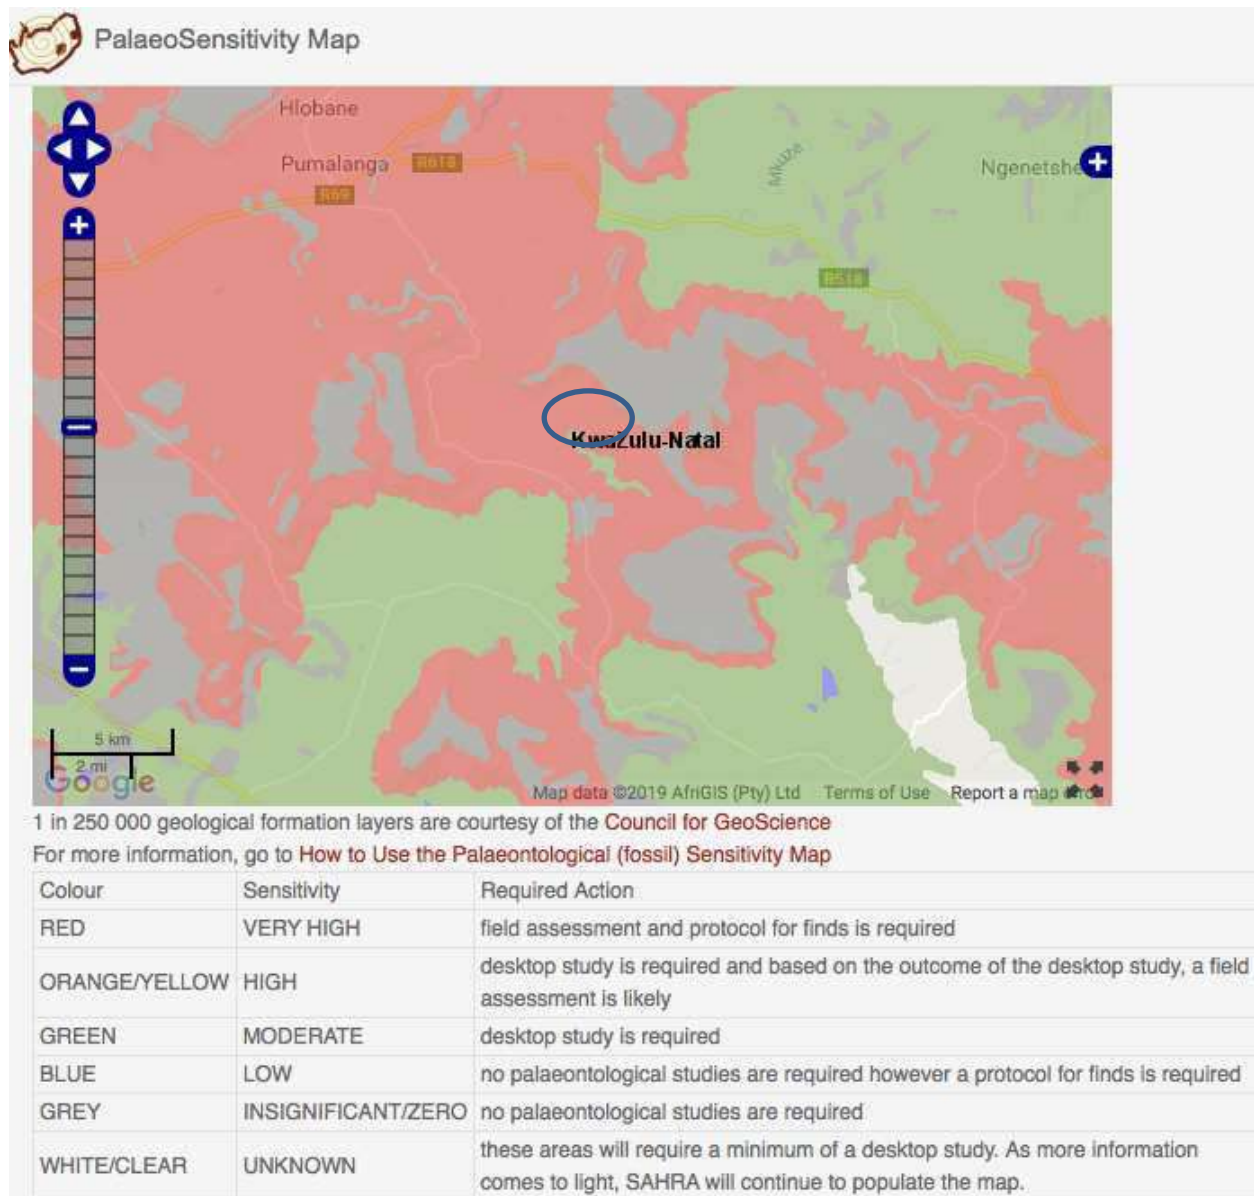 PalaeoSensitivity Map
Hlobane
Pumalanga
R618
R69
Mkuze
Ngenetshe
R618
KwaZulu-Natal
5 km
2 mi
Google
Map data ©2019 AfriGIS (Pty) Ltd Terms of Use Report a map
1 in 250 000 geological formation layers are courtesy of the Council for GeoScience
For more information, go to How to Use the Palaeontological (fossil) Sensitivity Map
Colour Sensitivity Required Action
RED VERY HIGH field assessment and protocol for finds is required
ORANGE/YELLOW HIGH desktop study is required and based on the outcome of the desktop study, a field
assessment is likely
GREEN MODERATE desktop study is required
BLUE LOW no palaeontological studies are required however a protocol for finds is required
GREY INSIGNIFICANT/ZERO no palaeontological studies are required
WHITE/CLEAR UNKNOWN these areas will require a minimum of a desktop study. As more information
comes to light, SAHRA will continue to populate the map.